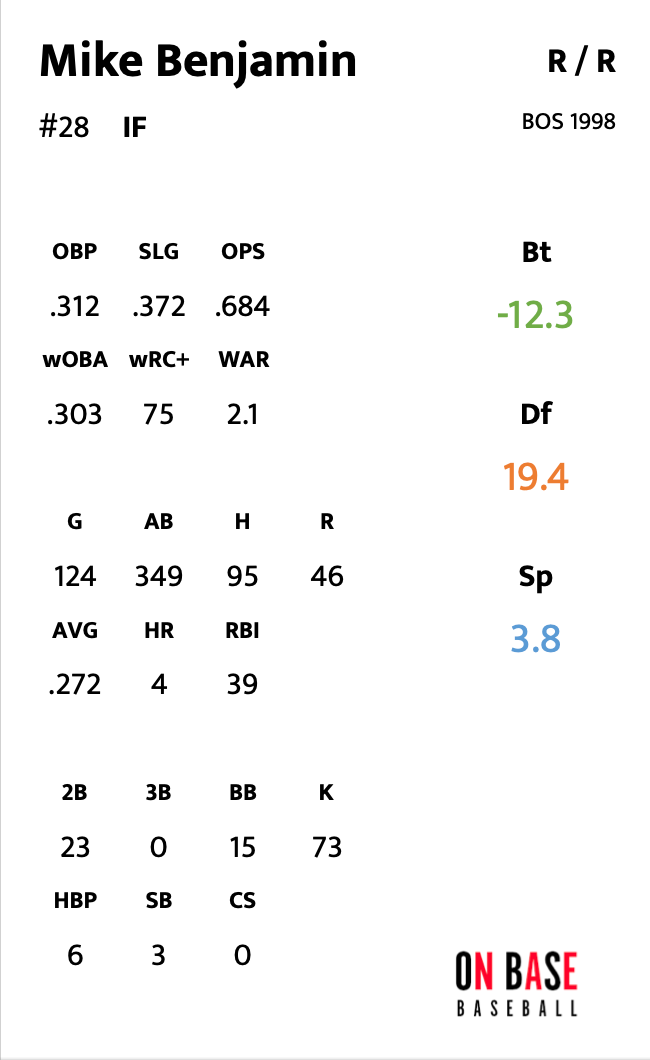 Mike Benjamin R / R
#28 IF BOS 1998
OBP SLG OPS Bt
.312 .372 .684 -12.3
wOBA wRC+ WAR
.303 75 2.1 Df
19.4
G AB H R
124 349 95 46 Sp
AVG HR RBI 3.8
.272 4 39
2B 3B BB K
23 0 15 73
HBP SB CS
6 3 0
ON BASE
BASEBALL